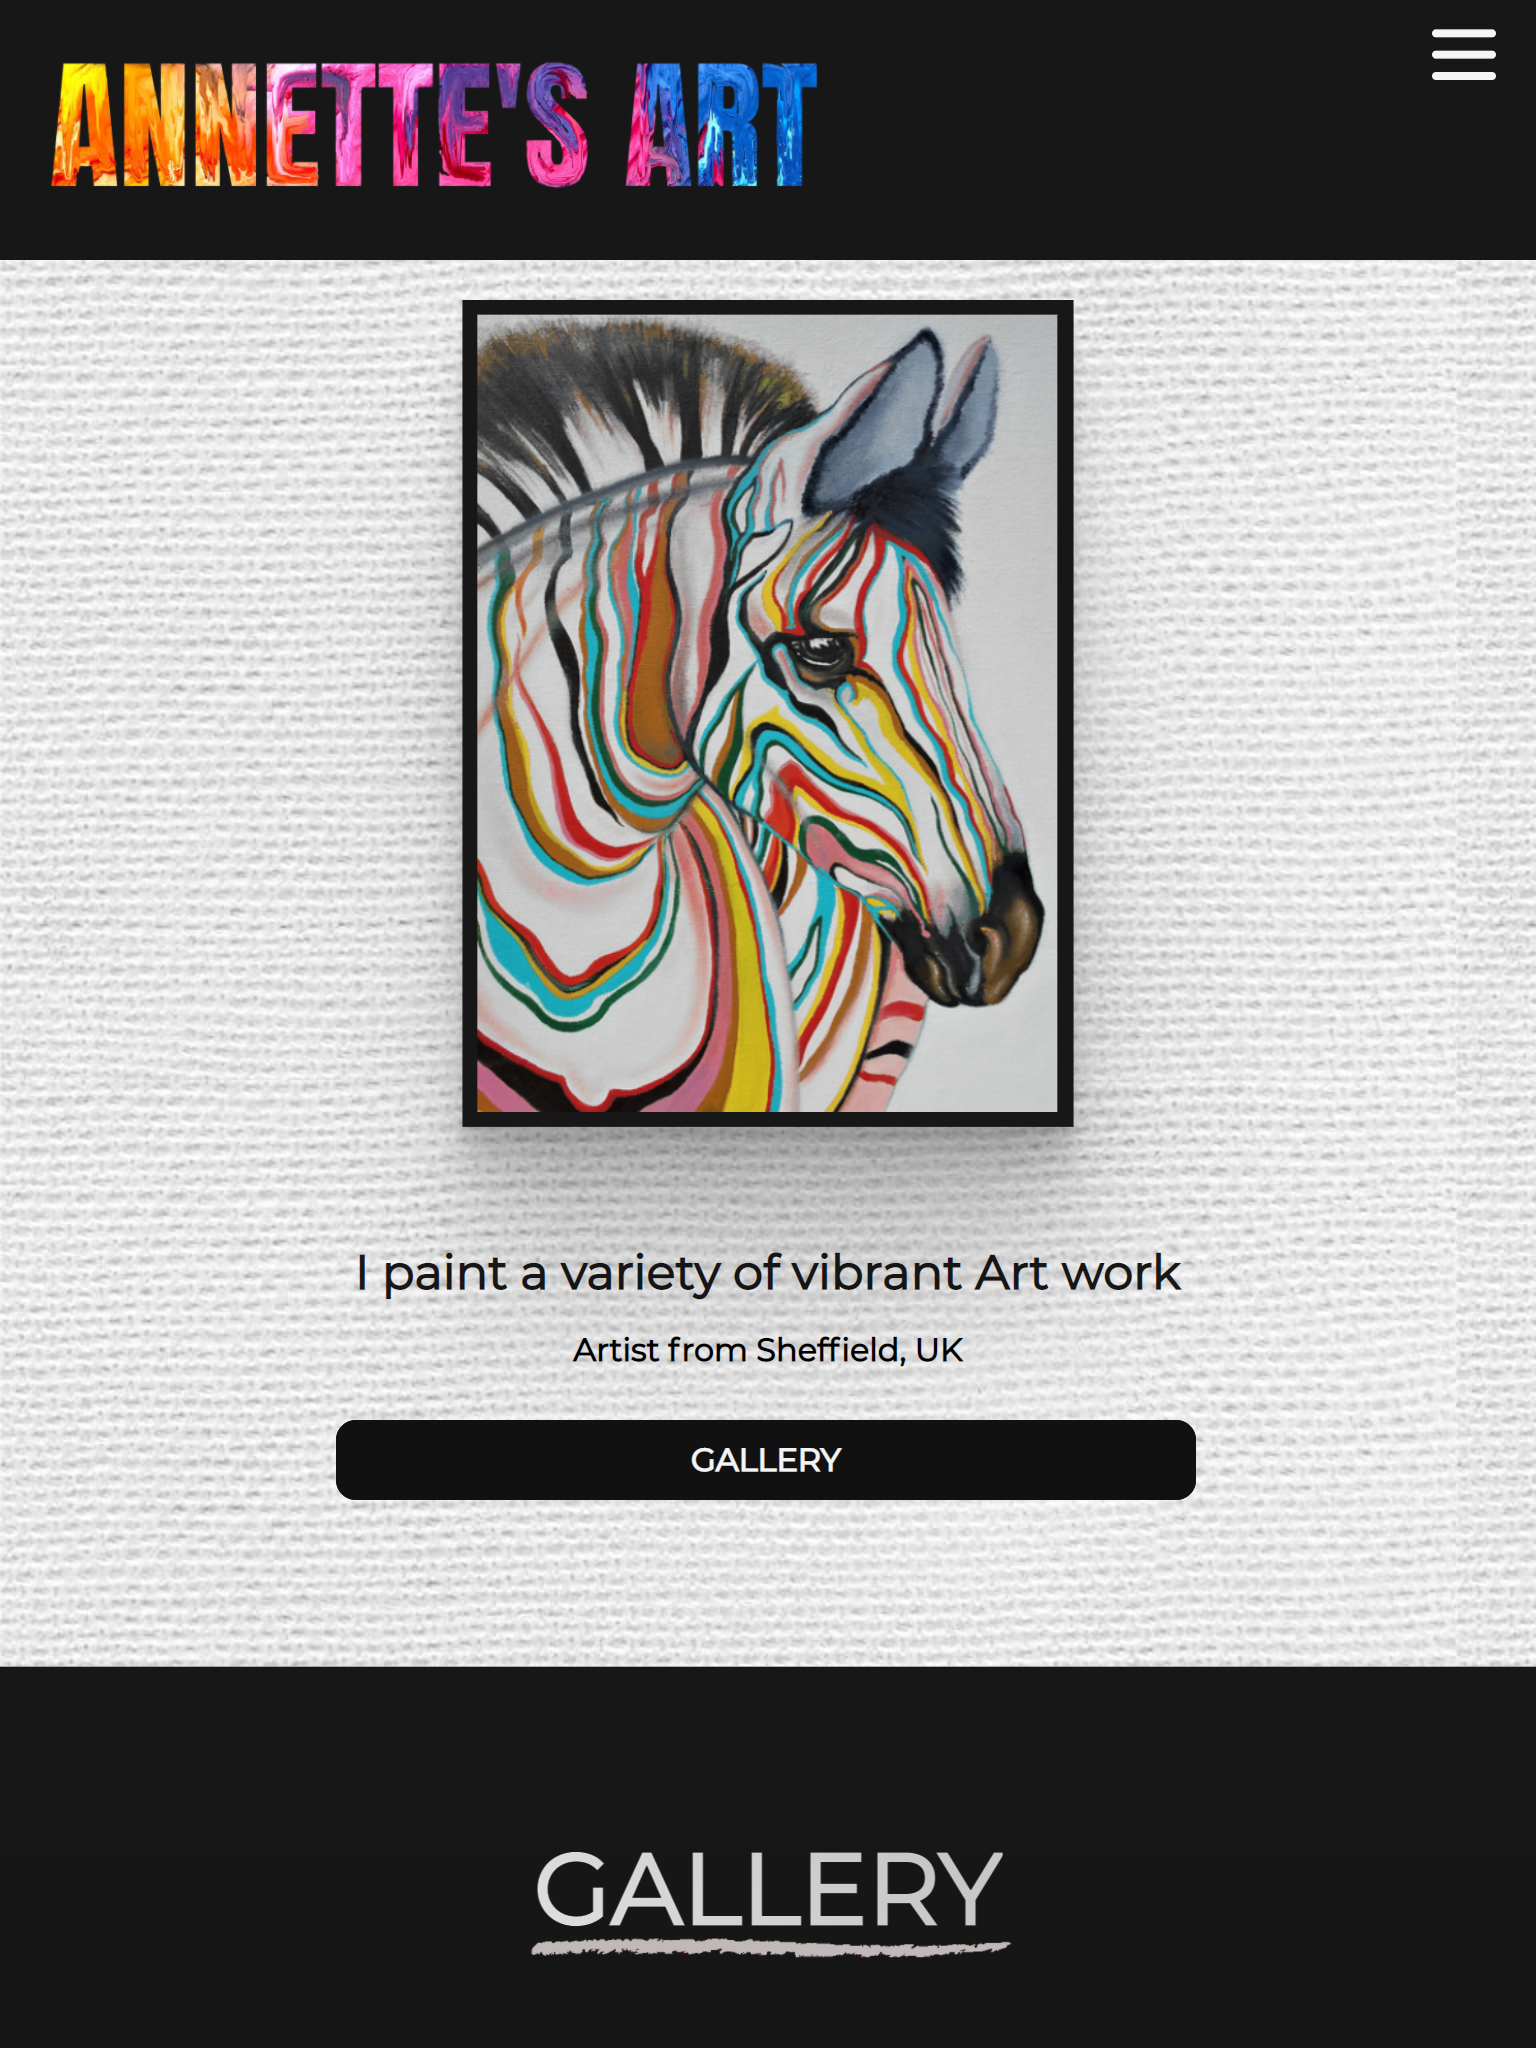 ANNETTE'S ART
I paint a variety of vibrant Art work
Artist from Sheffield, UK
GALLERY
GALLERY